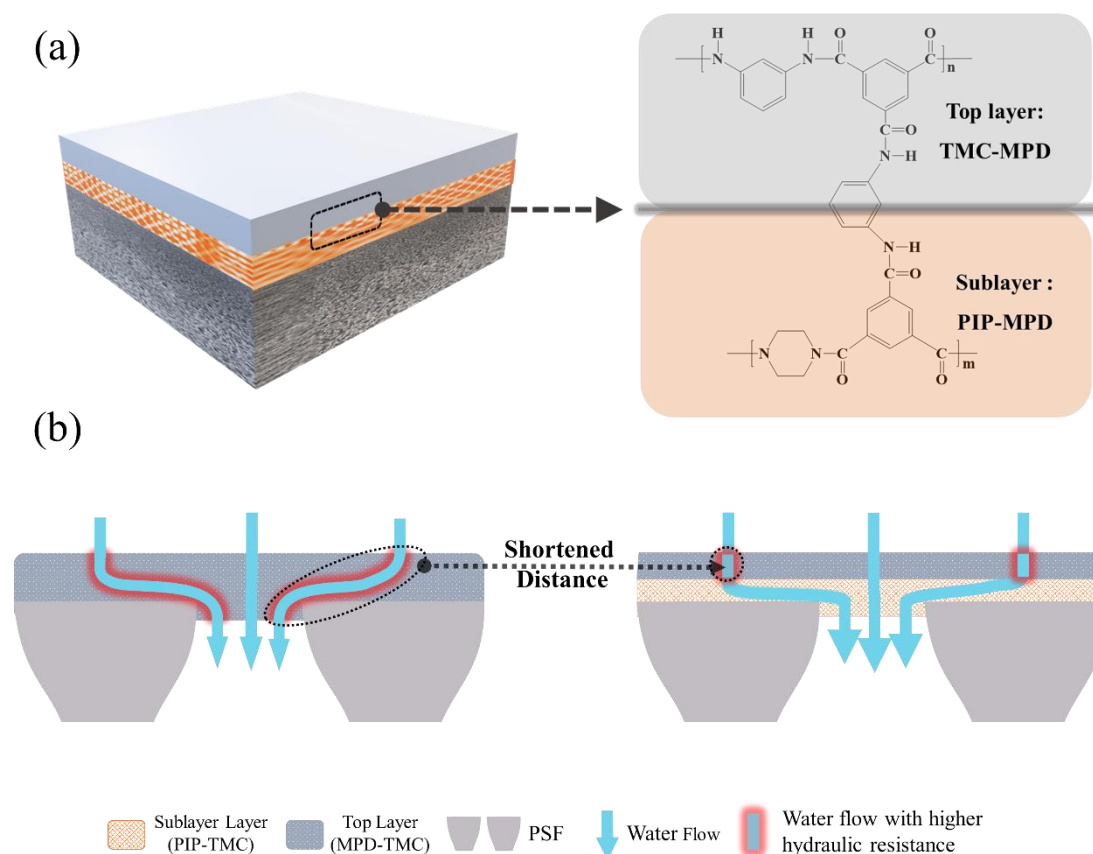 (a)
H
H
O
O
N
N
C
C
n
C
O
N
H
Top layer:
TMC-MPD
N
H
C
O
Sublayer :
PIP-MPD
N
N
C
C
m
O
O
(b)
Shortened
Distance
Sublayer Layer
(PIP-TMC)
Top Layer
(MPD-TMC)
PSF
Water Flow
Water flow with higher
hydraulic resistance